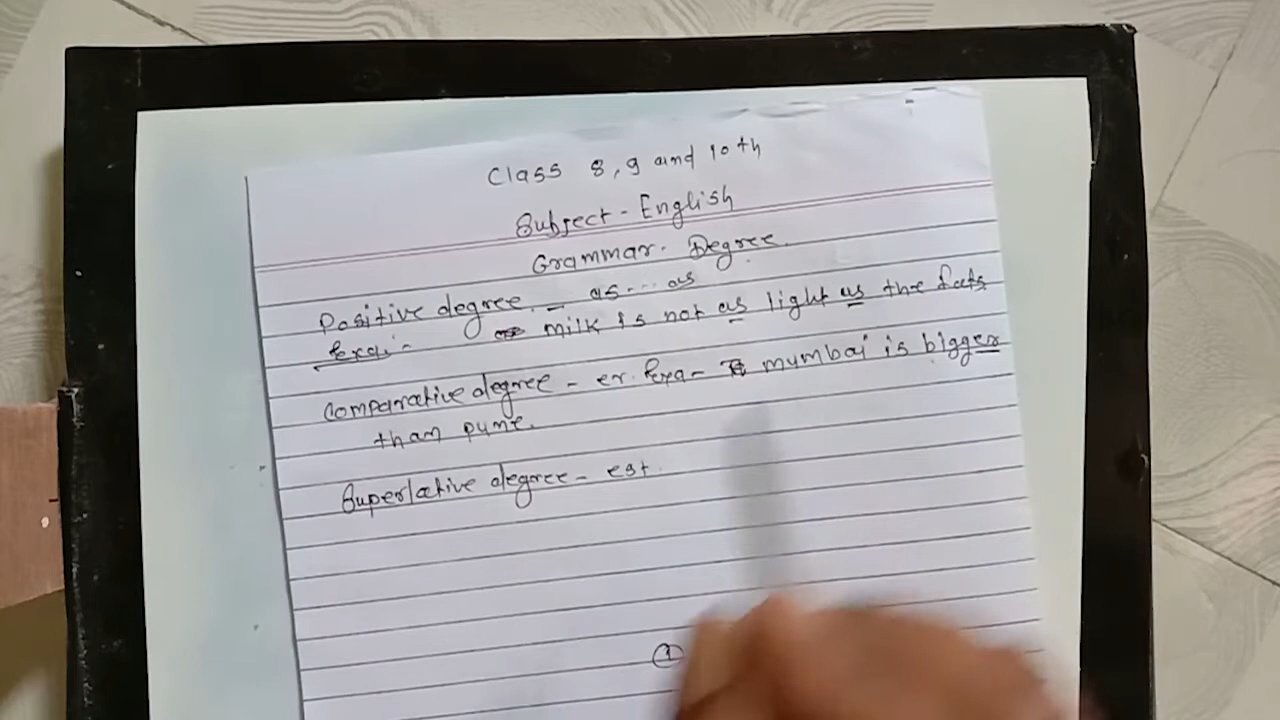 Class 8, 9 and 10th
Subject - English
Grammar. Degree.
Positive degree. - as... as
Exa:- milk is not as light as the fats
Comparative degree - er. Exa- mumbai is bigger
than pune.
Superlative degree - est.
1